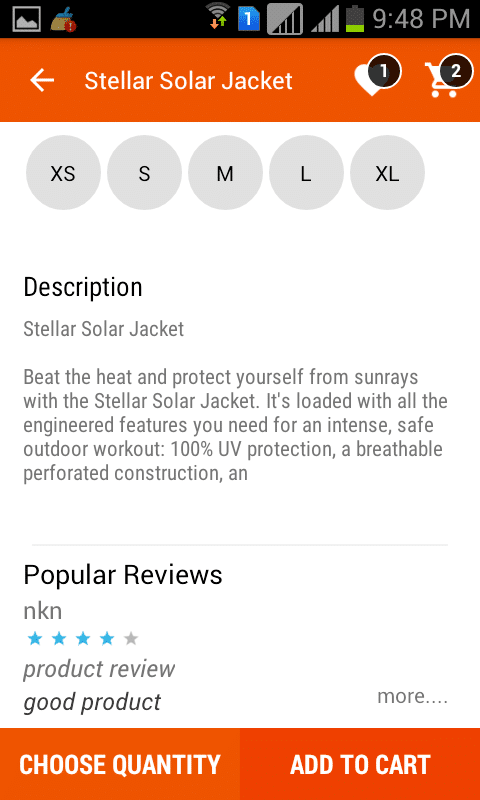 1 9:48 PM
Stellar Solar Jacket 1 2
XS S M L XL
Description
Stellar Solar Jacket
Beat the heat and protect yourself from sunrays
with the Stellar Solar Jacket. It's loaded with all the
engineered features you need for an intense, safe
outdoor workout: 100% UV protection, a breathable
perforated construction, an
Popular Reviews
nkn
product review
good product more....
CHOOSE QUANTITY ADD TO CART